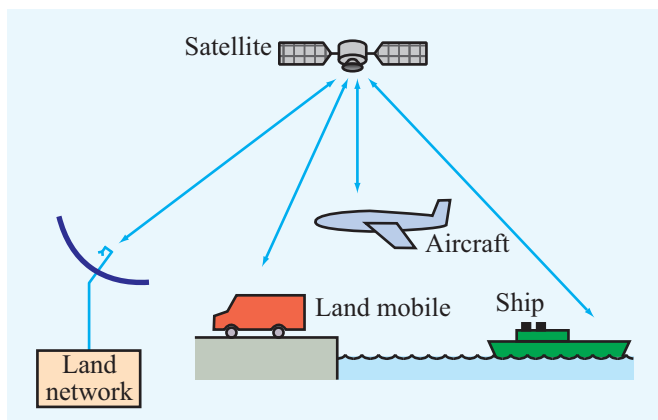 Satellite
Aircraft
Land mobile
Ship
Land
network